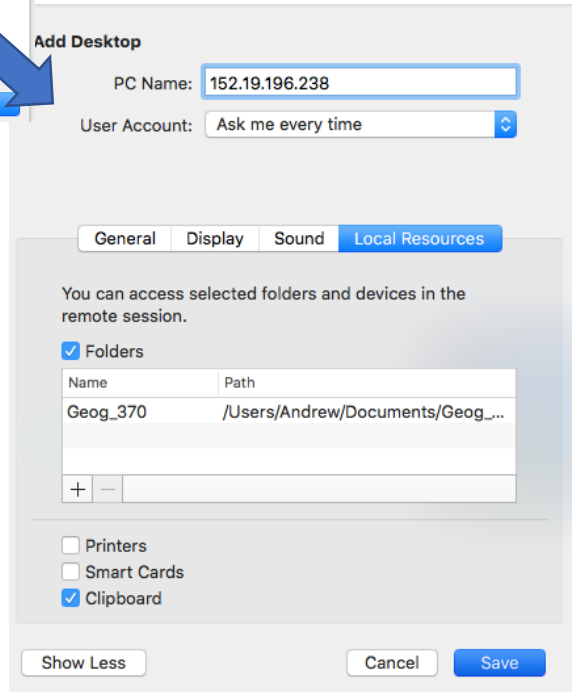 Add Desktop
PC Name: 152.19.196.238
User Account: Ask me every time
General Display Sound Local Resources
You can access selected folders and devices in the
remote session.
Folders
Name Path
Geog_370 /Users/Andrew/Documents/Geog_...
+ −
Printers
Smart Cards
Clipboard
Show Less Cancel Save